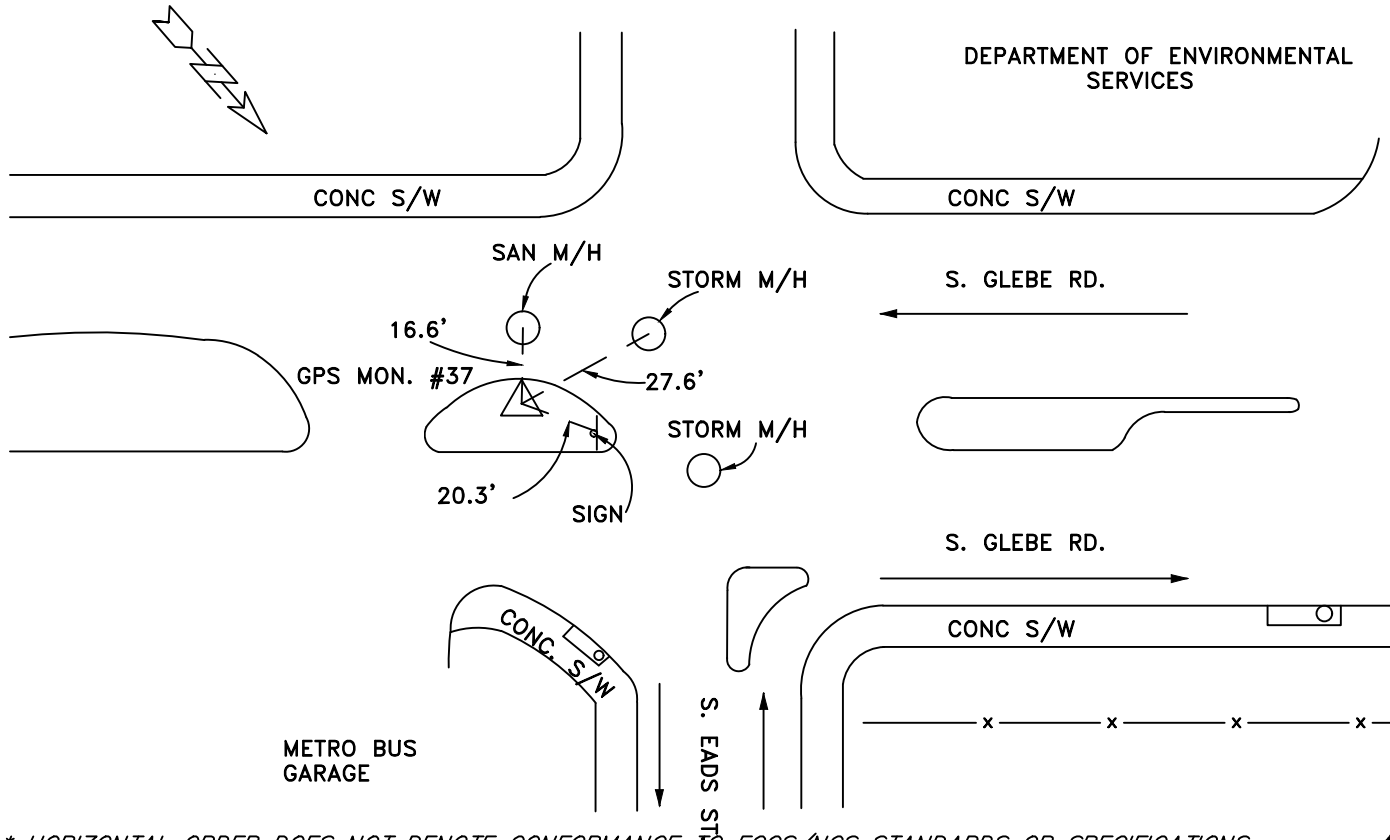 DEPARTMENT OF ENVIRONMENTAL
SERVICES
CONC S/W
CONC S/W
SAN M/H
STORM M/H
S. GLEBE RD.
16.6'
GPS MON. #37
27.6'
STORM M/H
20.3'
SIGN
S. GLEBE RD.
CONC. S/W
CONC S/W
S. EADS ST
METRO BUS
GARAGE
x x x x
* HORIZONTAL ORDER DOES NOT DENOTE CONFORMANCE TO FGCS/NGS STANDARDS OR SPECIFICATIONS